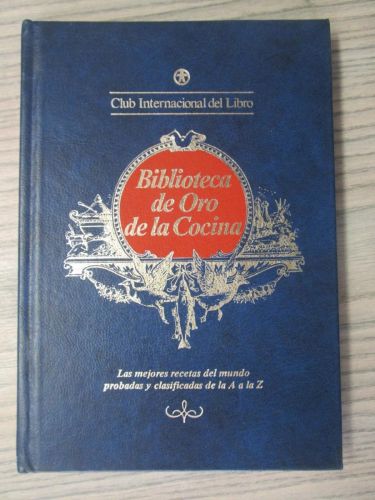 Club Internacional del Libro
Biblioteca
de Oro
de la Cocina
Las mejores recetas del mundo
probadas y clasificadas de la A a la Z